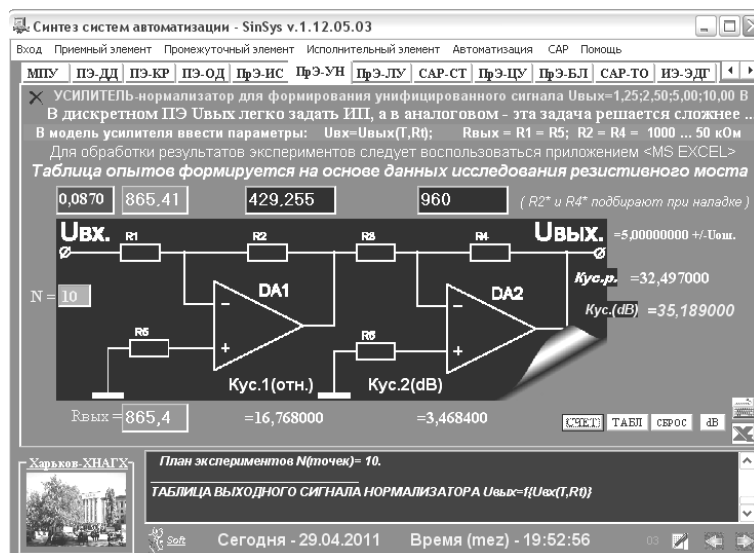 Синтез систем автоматизации - SinSys v.1.12.05.03
Вход Приемный элемент Промежуточный элемент Исполнительный элемент Автоматизация САР Помощь
МПУ ПЭ-ДД ПЭ-КР ПЭ-ОД ПрЭ-ИС ПрЭ-УН ПрЭ-ЛУ САР-СТ ПрЭ-ЦУ ПрЭ-БЛ САР-ТО ИЭ-ЭДГ
УСИЛИТЕЛЬ-нормализатор для формирования унифицированного сигнала Uвых=1,25;2,50;5,00;10,00 В
В дискретном ПЭ Uвых легко задать ИП, а в аналоговом - эта задача решается сложнее ..
В модель усилителя ввести параметры: Uвх=Uвых(T,Rt); Rвых = R1 = R5; R2 = R4 = 1000 ... 50 кОм
Для обработки результатов экспериментов следует воспользоваться приложением <MS EXCEL>
Таблица опытов формируется на основе данных исследования резистивного моста
0,0870 865,41 429,255 960 ( R2* и R4* подбирают при наладке )
Uвх. R1 R2 R3 R4 Uвых. =5,00000000 +/-Uош.
Кус.р. =32,497000
N = 10 DA1 DA2
Кус.(dB) =35,189000
R5 R6
Кус.1(отн.) Кус.2(dB)
Rвых = 865,4 =16,768000 =3,468400 СЧЕТ ТАБЛ СБРОС dB
Харьков-ХНАГХ
План экспериментов N(точек)= 10.
ТАБЛИЦА ВЫХОДНОГО СИГНАЛА НОРМАЛИЗАТОРА Uвых=f{Uвх(T,Rt)}
Soft Сегодня - 29.04.2011 Время (mez) - 19:52:56 03